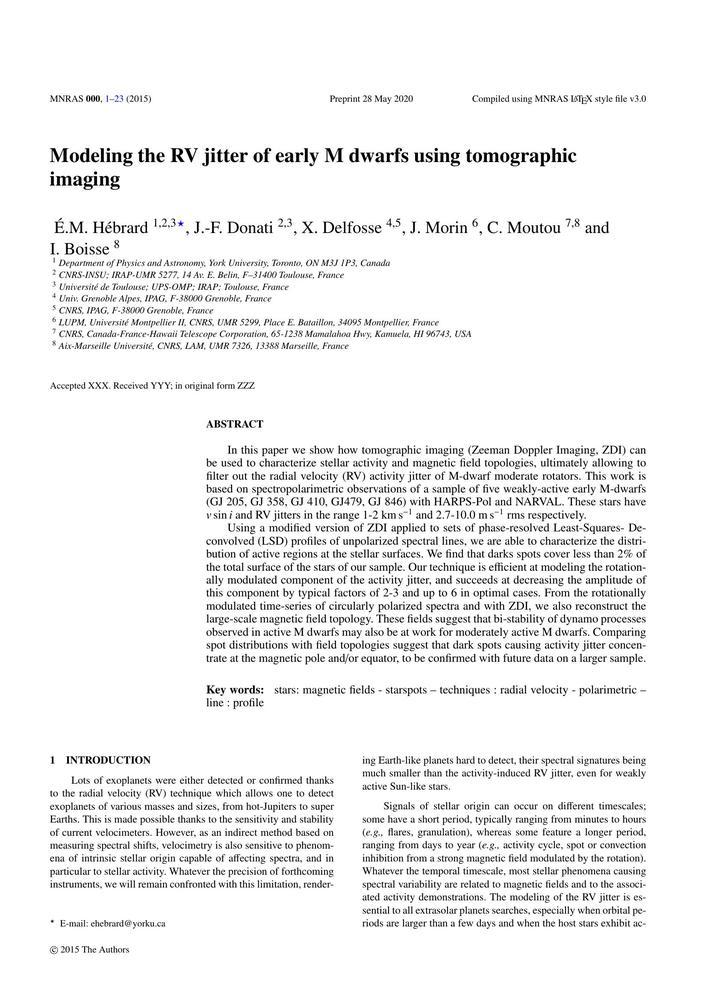 MNRAS 000, 1–23 (2015)
Preprint 28 May 2020
Compiled using MNRAS LATEX style file v3.0
Modeling the RV jitter of early M dwarfs using tomographic
imaging
É.M. Hébrard 1,2,3⋆, J.-F. Donati 2,3, X. Delfosse 4,5, J. Morin 6, C. Moutou 7,8 and
I. Boisse 8
1 Department of Physics and Astronomy, York University, Toronto, ON M3J 1P3, Canada
2 CNRS-INSU; IRAP-UMR 5277, 14 Av. E. Belin, F–31400 Toulouse, France
3 Université de Toulouse; UPS-OMP; IRAP; Toulouse, France
4 Univ. Grenoble Alpes, IPAG, F-38000 Grenoble, France
5 CNRS, IPAG, F-38000 Grenoble, France
6 LUPM, Université Montpellier II, CNRS, UMR 5299, Place E. Bataillon, 34095 Montpellier, France
7 CNRS, Canada-France-Hawaii Telescope Corporation, 65-1238 Mamalahoa Hwy, Kamuela, HI 96743, USA
8 Aix-Marseille Université, CNRS, LAM, UMR 7326, 13388 Marseille, France
Accepted XXX. Received YYY; in original form ZZZ
ABSTRACT
In this paper we show how tomographic imaging (Zeeman Doppler Imaging, ZDI) can
be used to characterize stellar activity and magnetic field topologies, ultimately allowing to
filter out the radial velocity (RV) activity jitter of M-dwarf moderate rotators. This work is
based on spectropolarimetric observations of a sample of five weakly-active early M-dwarfs
(GJ 205, GJ 358, GJ 410, GJ479, GJ 846) with HARPS-Pol and NARVAL. These stars have
v sin i and RV jitters in the range 1-2 km s−1 and 2.7-10.0 m s−1 rms respectively.
Using a modified version of ZDI applied to sets of phase-resolved Least-Squares- De-
convolved (LSD) profiles of unpolarized spectral lines, we are able to characterize the distri-
bution of active regions at the stellar surfaces. We find that darks spots cover less than 2% of
the total surface of the stars of our sample. Our technique is efficient at modeling the rotation-
ally modulated component of the activity jitter, and succeeds at decreasing the amplitude of
this component by typical factors of 2-3 and up to 6 in optimal cases. From the rotationally
modulated time-series of circularly polarized spectra and with ZDI, we also reconstruct the
large-scale magnetic field topology. These fields suggest that bi-stability of dynamo processes
observed in active M dwarfs may also be at work for moderately active M dwarfs. Comparing
spot distributions with field topologies suggest that dark spots causing activity jitter concen-
trate at the magnetic pole and/or equator, to be confirmed with future data on a larger sample.
Key words: stars: magnetic fields - starspots – techniques : radial velocity - polarimetric –
line : profile
1 INTRODUCTION
Lots of exoplanets were either detected or confirmed thanks
to the radial velocity (RV) technique which allows one to detect
exoplanets of various masses and sizes, from hot-Jupiters to super
Earths. This is made possible thanks to the sensitivity and stability
of current velocimeters. However, as an indirect method based on
measuring spectral shifts, velocimetry is also sensitive to phenom-
ena of intrinsic stellar origin capable of affecting spectra, and in
particular to stellar activity. Whatever the precision of forthcoming
instruments, we will remain confronted with this limitation, render-
⋆ E-mail: ehebrard@yorku.ca
© 2015 The Authors
ing Earth-like planets hard to detect, their spectral signatures being
much smaller than the activity-induced RV jitter, even for weakly
active Sun-like stars.
Signals of stellar origin can occur on different timescales;
some have a short period, typically ranging from minutes to hours
(e.g., flares, granulation), whereas some feature a longer period,
ranging from days to year (e.g., activity cycle, spot or convection
inhibition from a strong magnetic field modulated by the rotation).
Whatever the temporal timescale, most stellar phenomena causing
spectral variability are related to magnetic fields and to the associ-
ated activity demonstrations. The modeling of the RV jitter is es-
sential to all extrasolar planets searches, especially when orbital pe-
riods are larger than a few days and when the host stars exhibit ac-